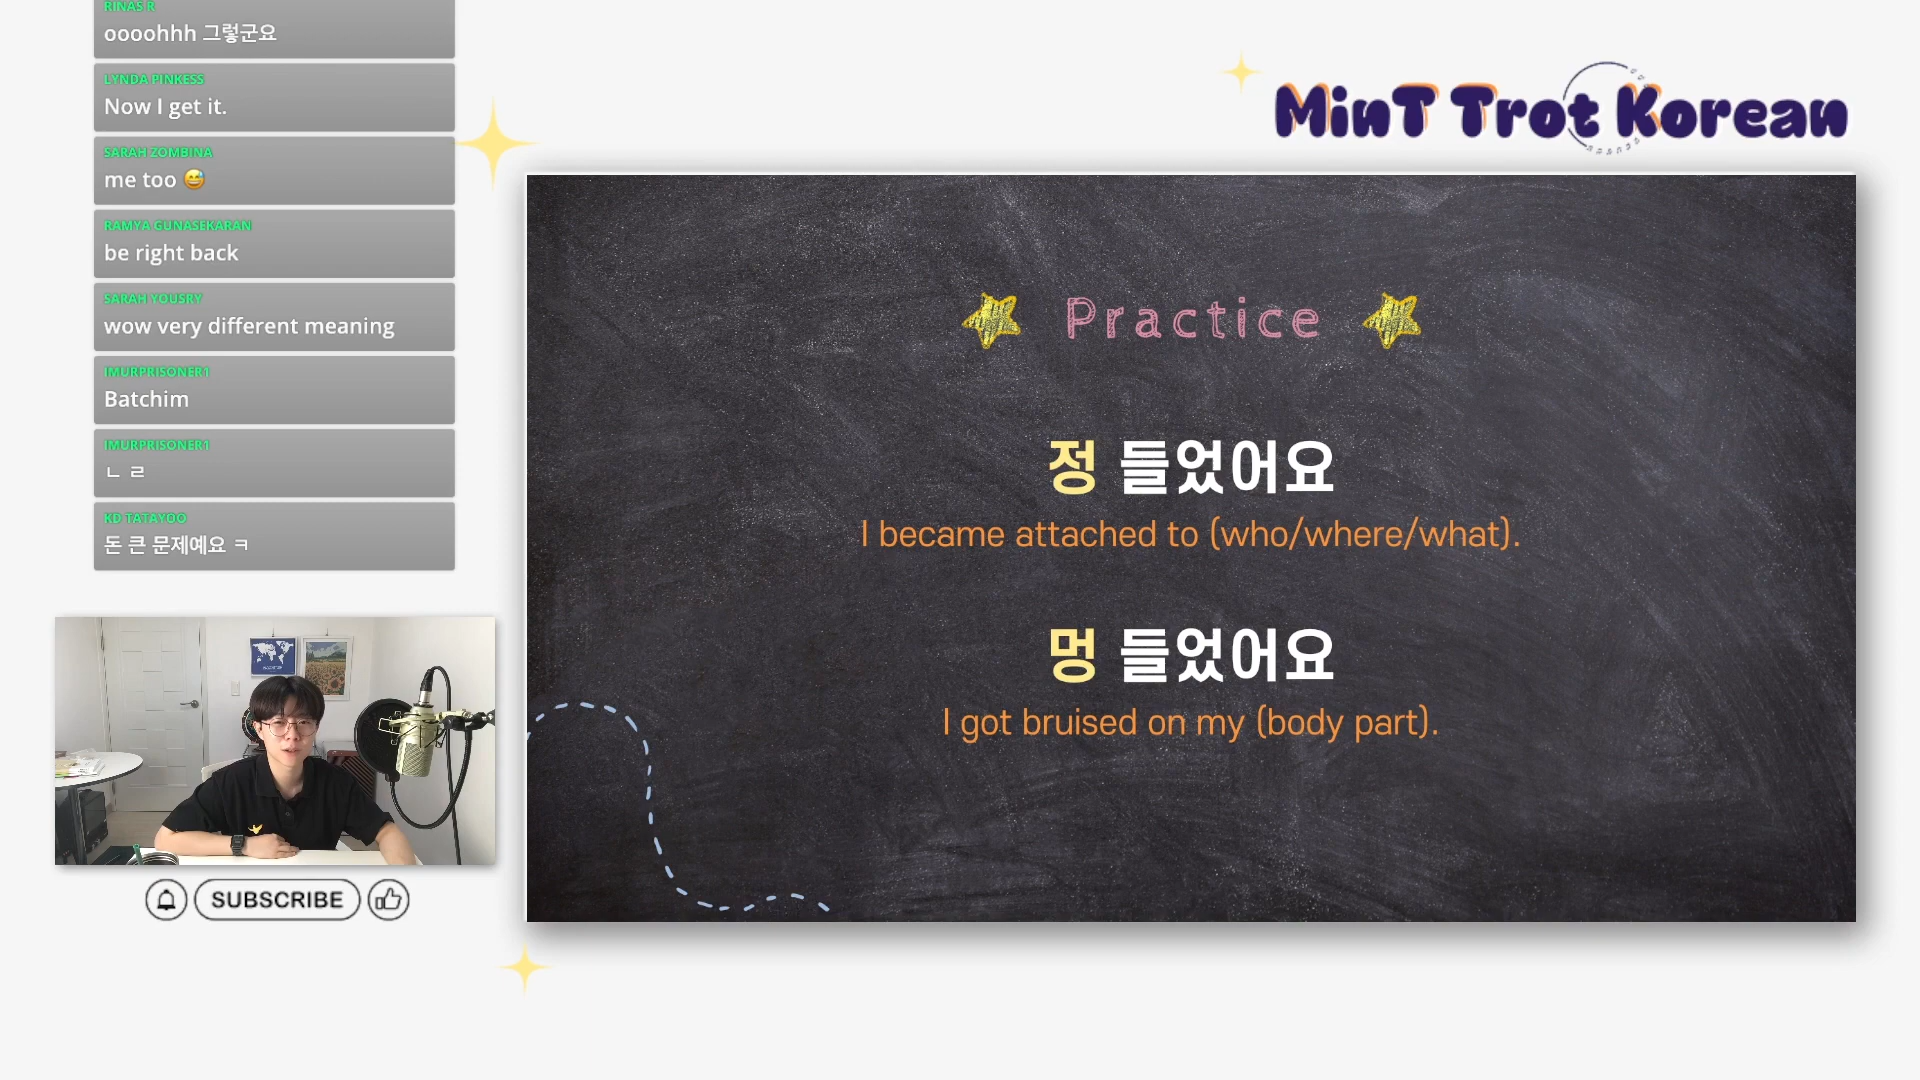 RINAS R
oooohhh 그렇군요
LYNDA PINKESS
Now I get it.
SARAH ZOMBINA
me too 😅
RAMYA GUNASEKARAN
be right back
SARAH YOUSRY
wow very different meaning
IMURPRISONER1
Batchim
IMURPRISONER1
ㄴ ㄹ
KD TATAYOO
돈 큰 문제예요 ㅋ
SUBSCRIBE
MinT Trot Korean
Practice
정 들었어요
I became attached to (who/where/what).
멍 들었어요
I got bruised on my (body part).